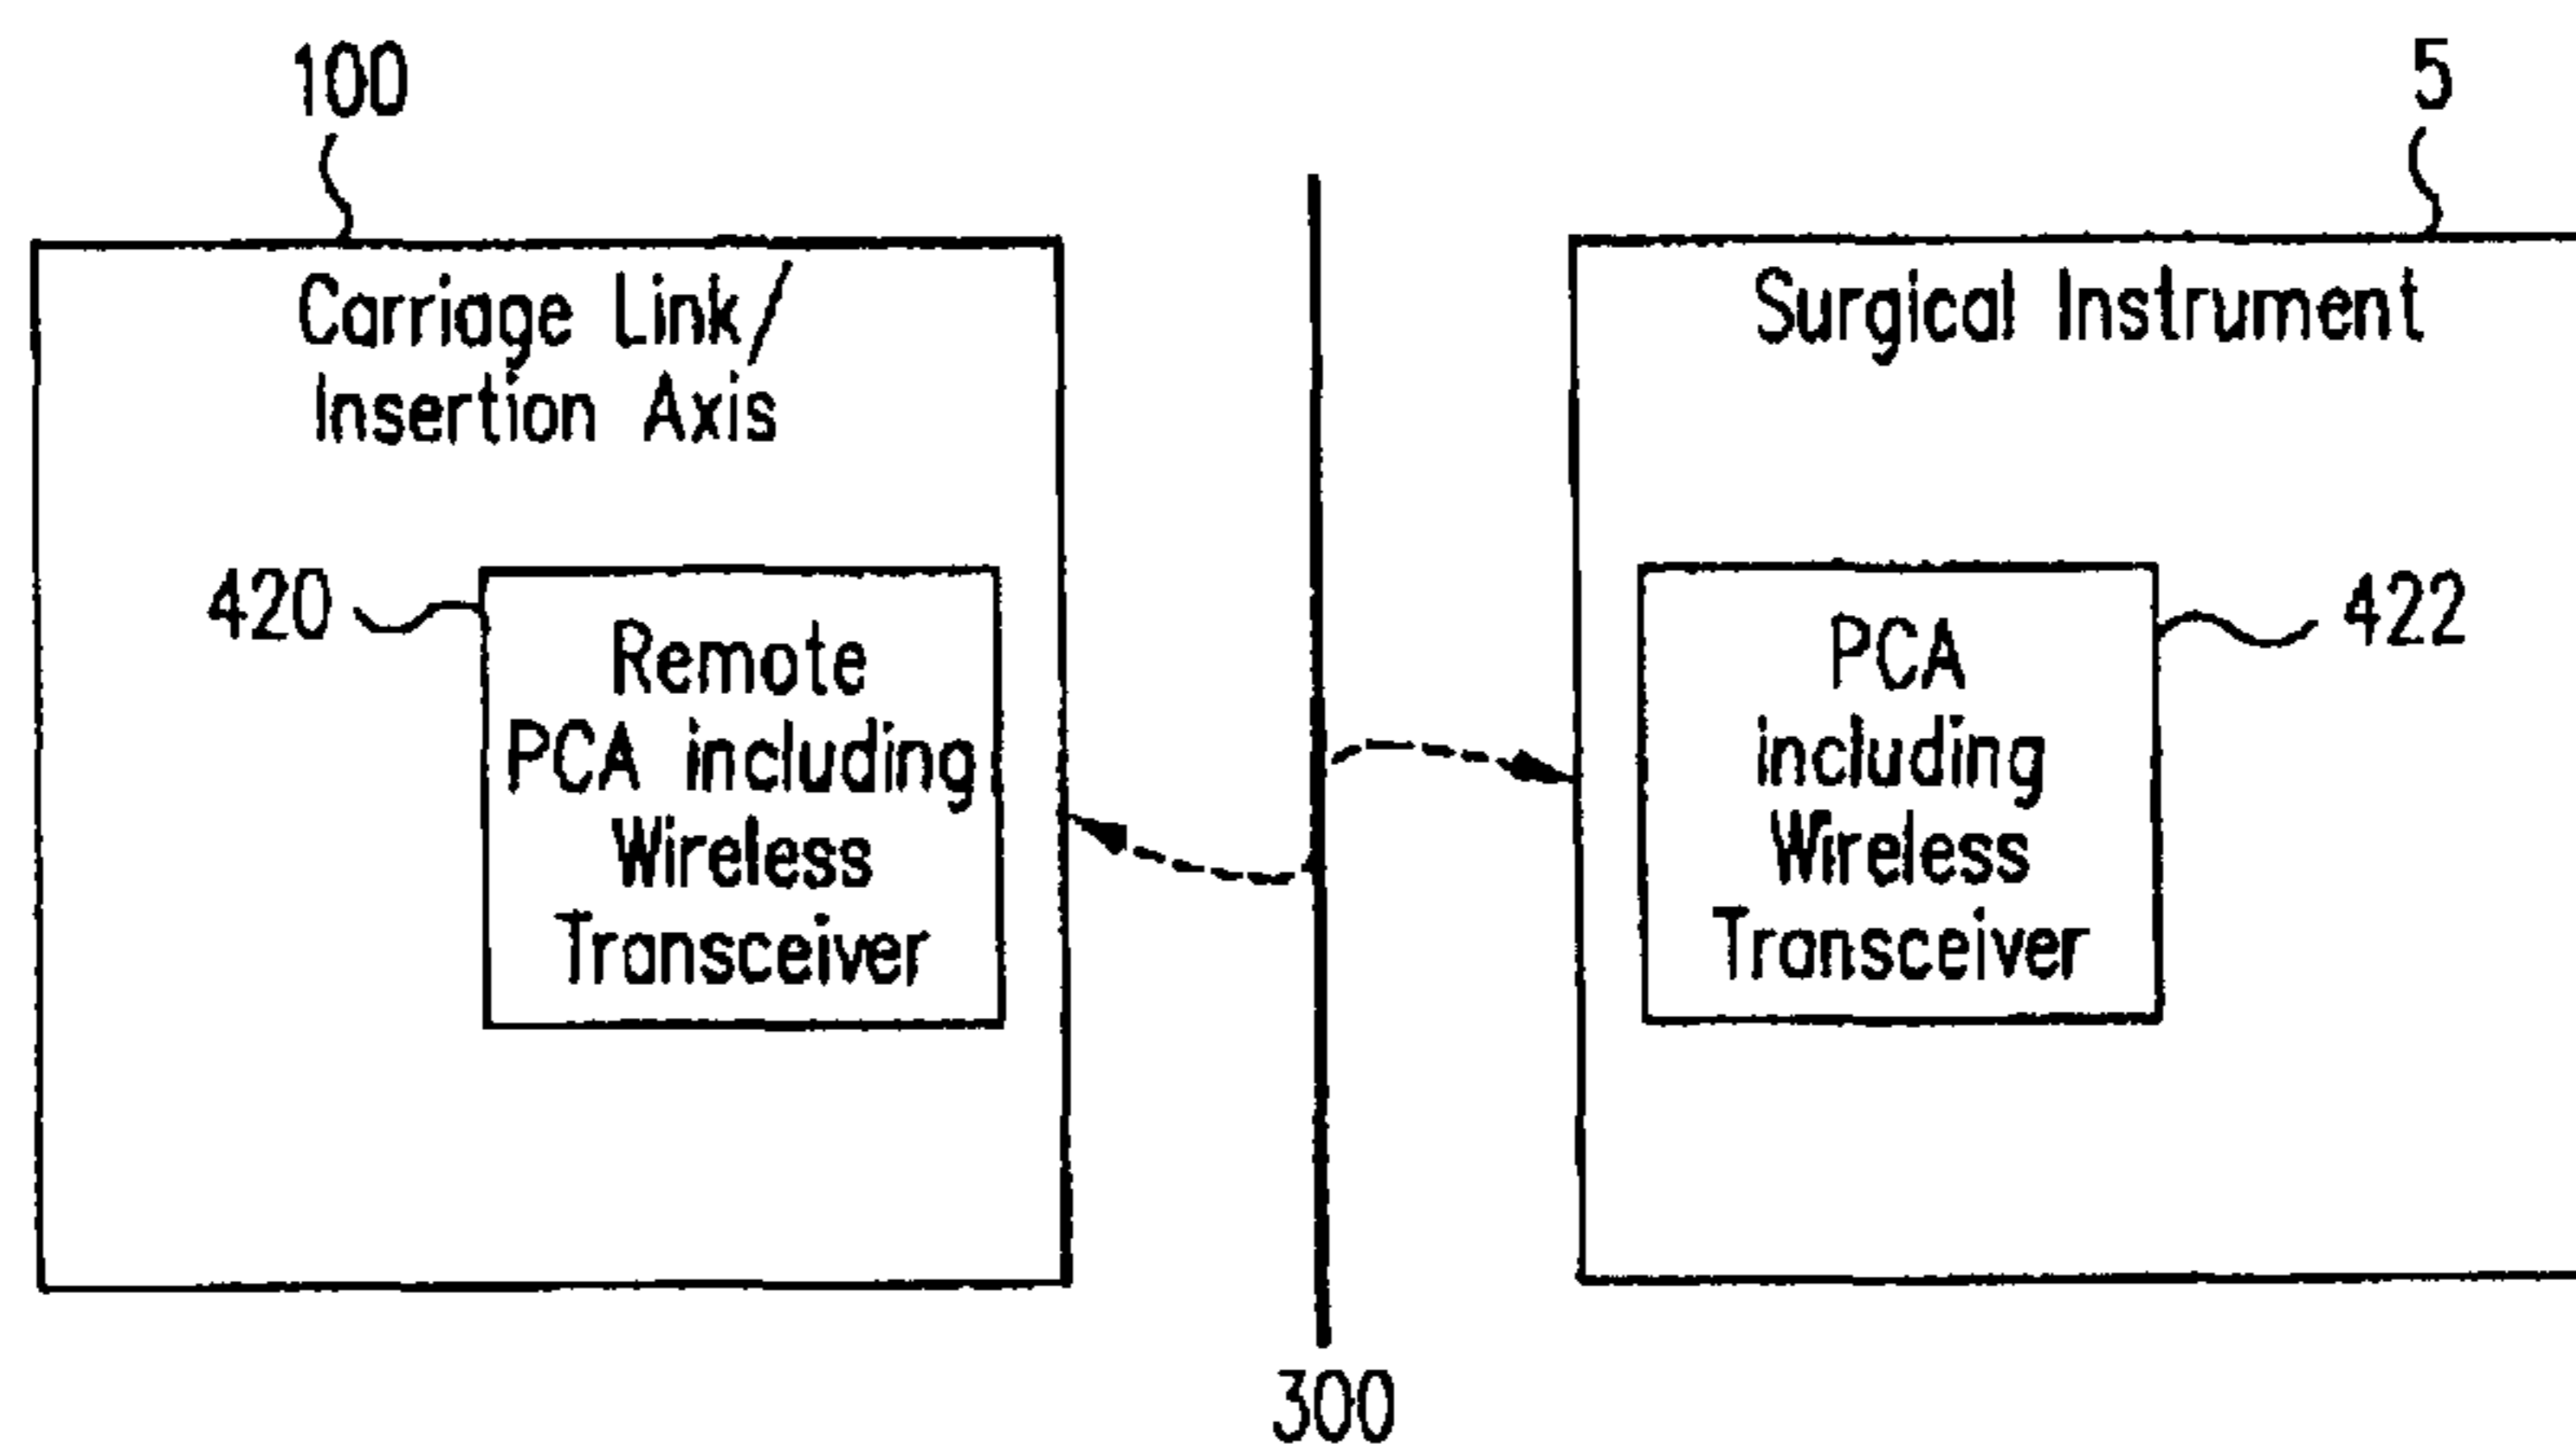 100
5
Carriage Link/
Insertion Axis
Surgical Instrument
420
Remote
PCA including
Wireless
Transceiver
PCA
including
Wireless
Transceiver
422
300